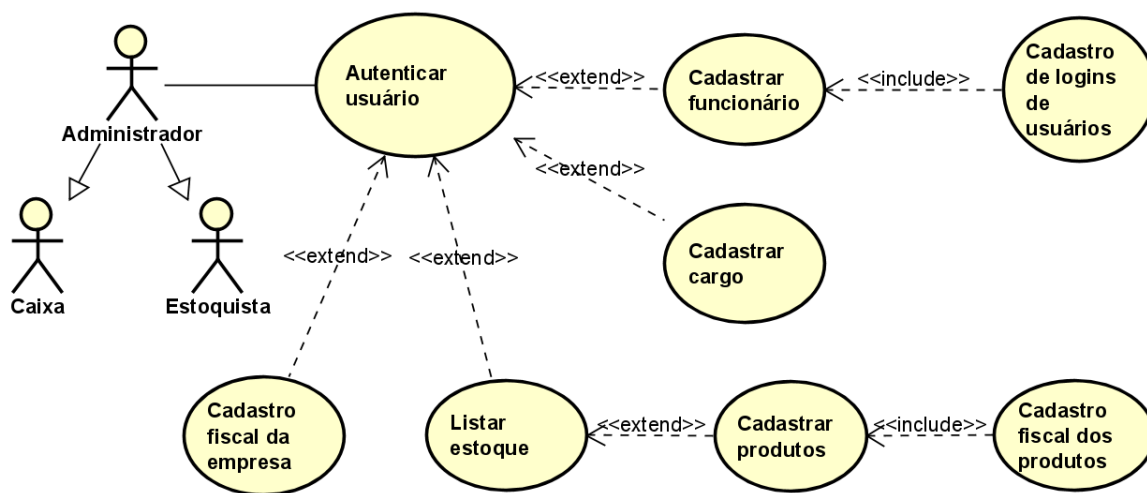 Autenticar
usuário
<<extend>>
Cadastrar
funcionário
<<include>>
Cadastro
de logins
de
usuários
Administrador
<<extend>>
Caixa
Estoquista
<<extend>>
<<extend>>
Cadastrar
cargo
Cadastro
fiscal da
empresa
Listar
estoque
<<extend>>
Cadastrar
produtos
<<include>>
Cadastro
fiscal dos
produtos